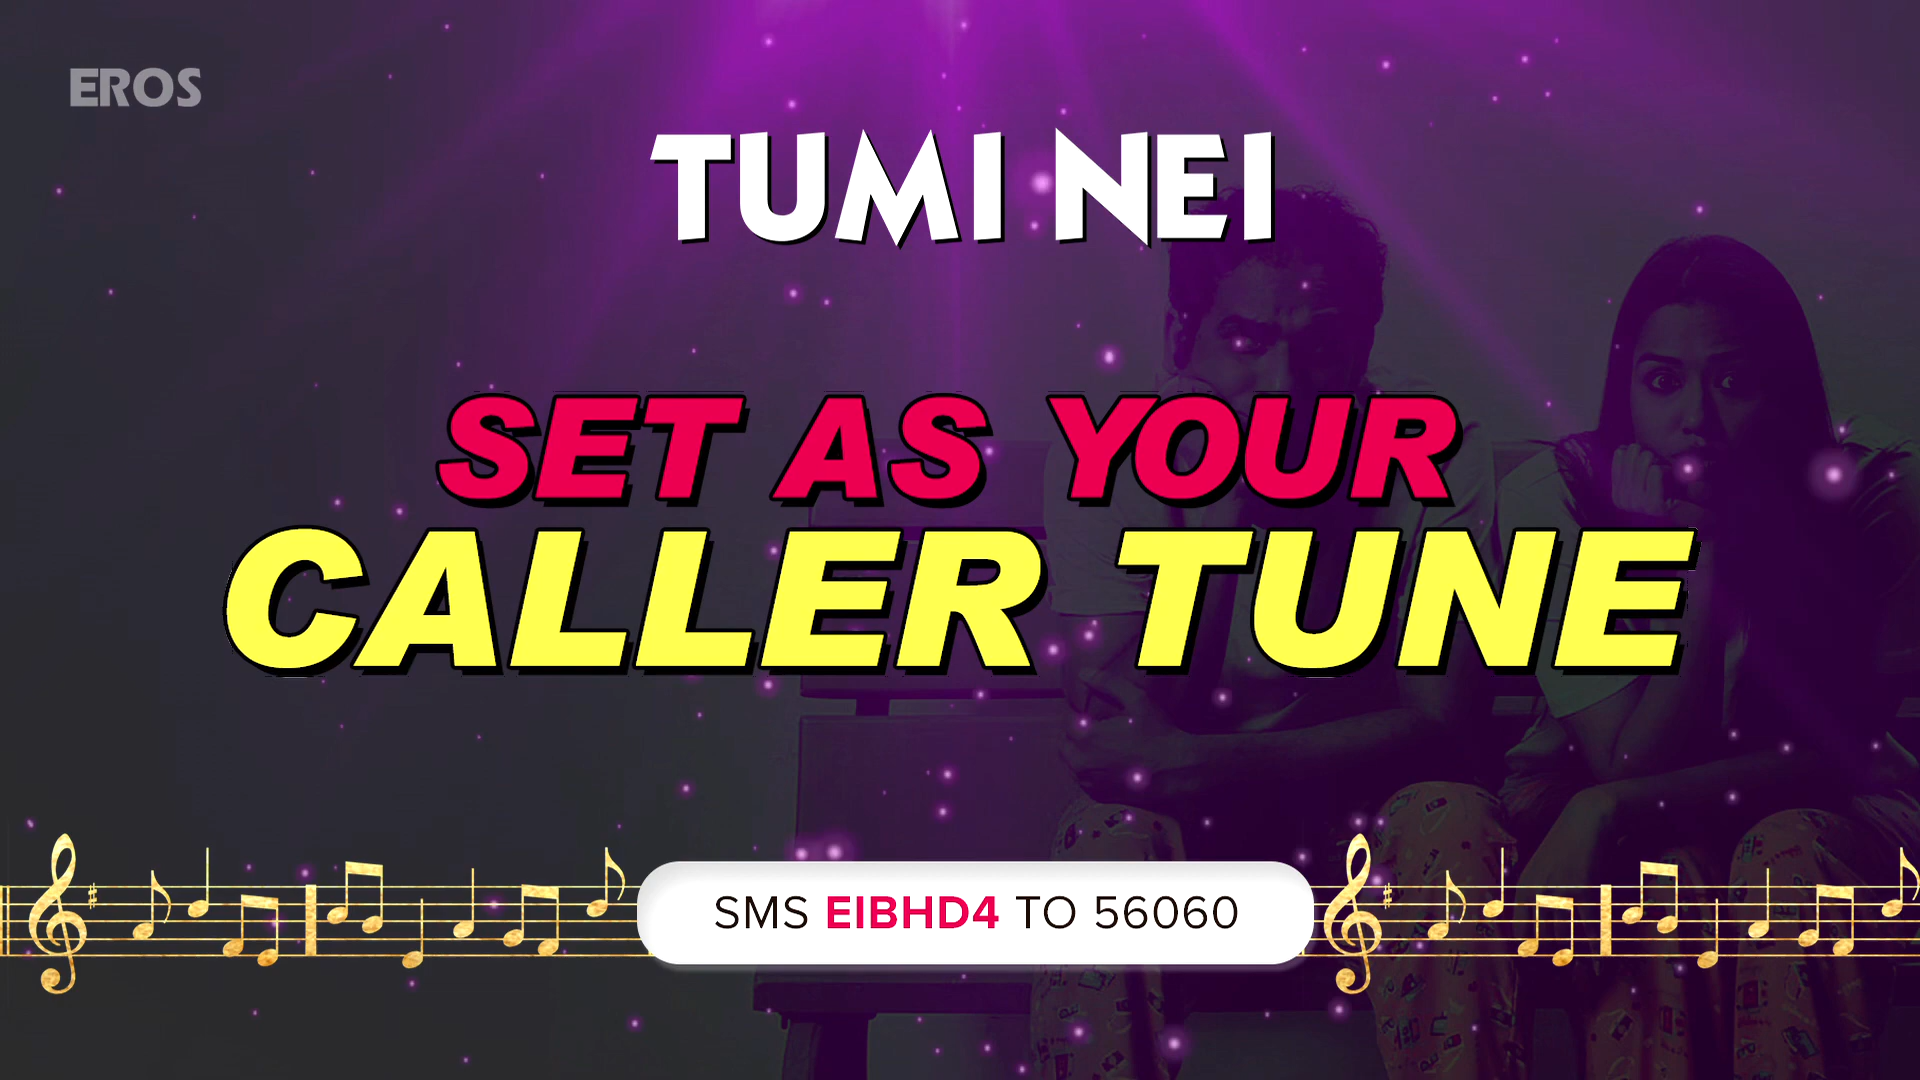 EROS
TUMI NEI
SET AS YOUR
CALLER TUNE
SMS EIBHD4 TO 56060